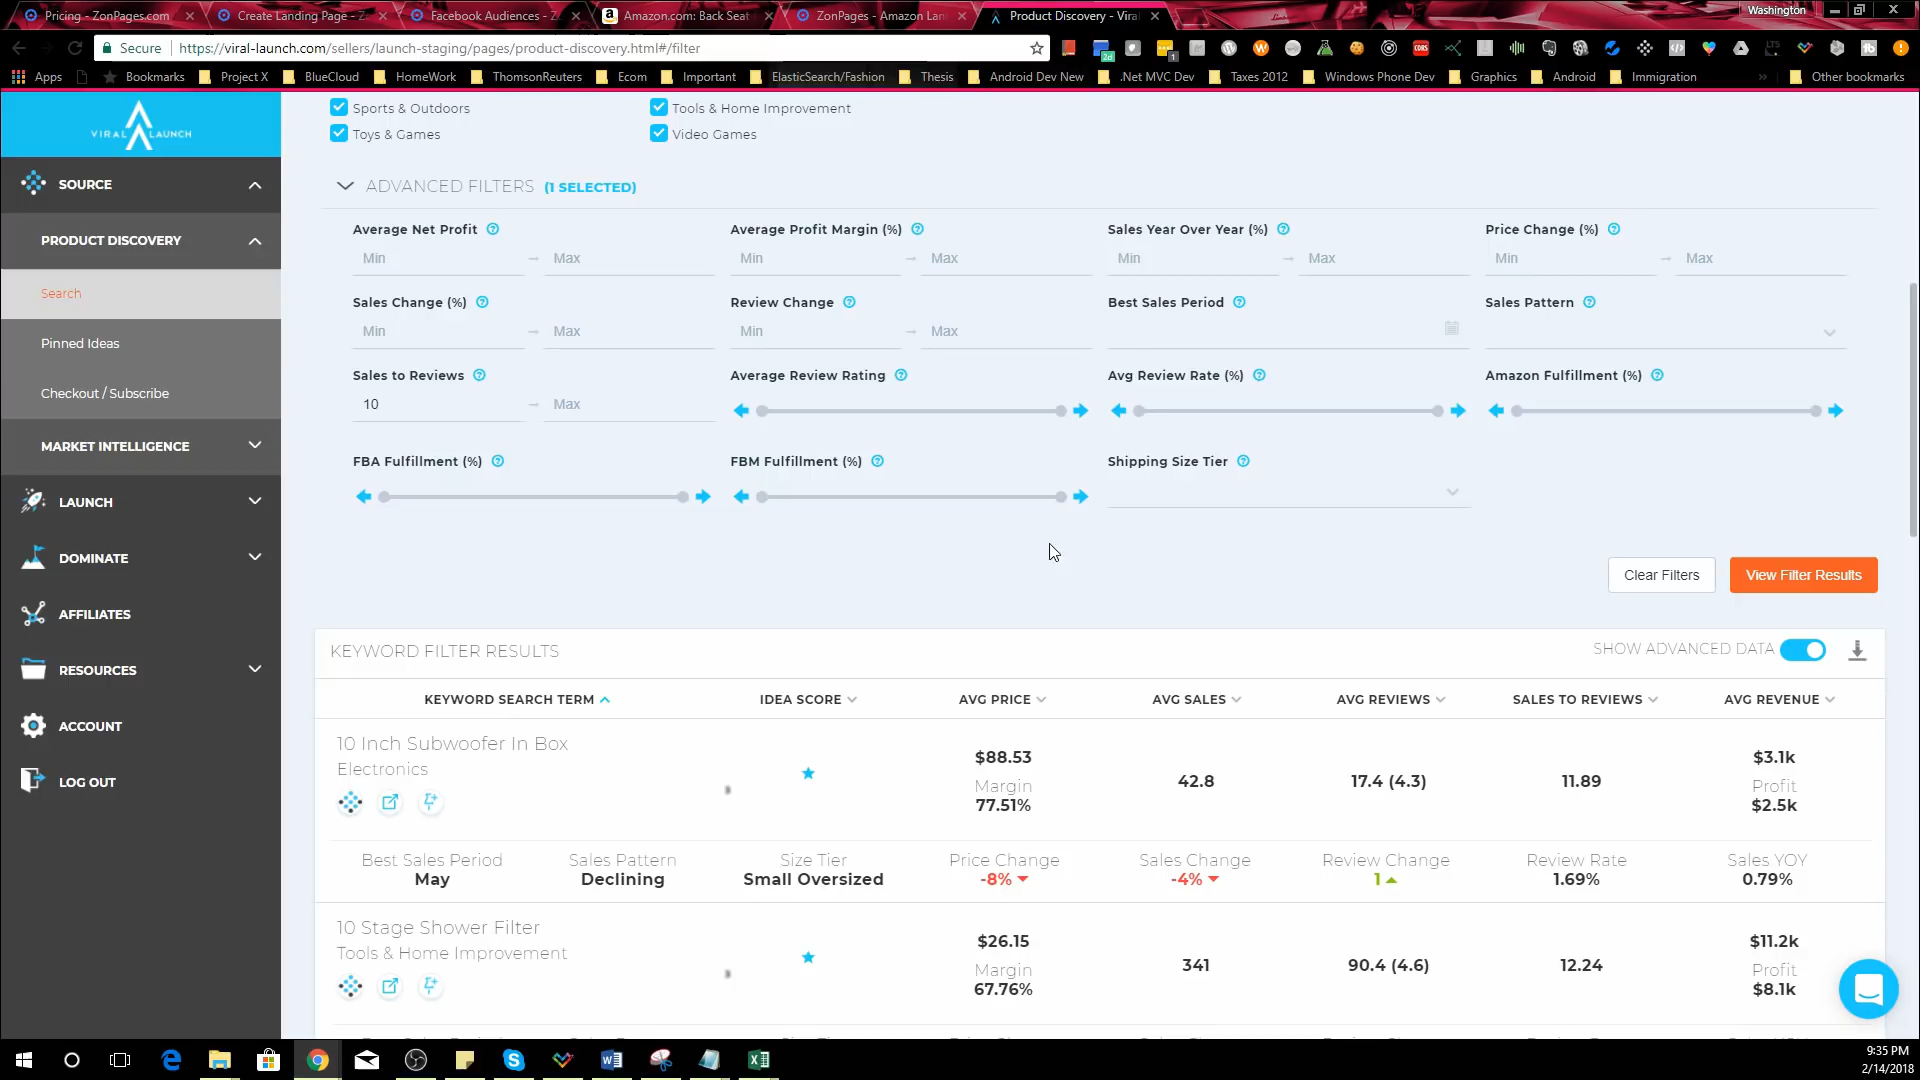 Pricing - ZonPages.com
Create Landing Page - Z
Facebook Audiences - Z
Amazon.com: Back Seat
ZonPages - Amazon Lan
Product Discovery - Viral
Washington
Secure https://viral-launch.com/sellers/launch-staging/pages/product-discovery.html#/filter
Apps
Bookmarks
Project X
BlueCloud
HomeWork
ThomsonReuters
Ecom
Important
ElasticSearch/Fashion
Thesis
Android Dev New
.Net MVC Dev
Taxes 2012
Windows Phone Dev
Graphics
Android
Immigration
Other bookmarks
VIRAL LAUNCH
SOURCE
PRODUCT DISCOVERY
Search
Pinned Ideas
Checkout / Subscribe
MARKET INTELLIGENCE
LAUNCH
DOMINATE
AFFILIATES
RESOURCES
ACCOUNT
LOG OUT
Sports & Outdoors
Tools & Home Improvement
Toys & Games
Video Games
ADVANCED FILTERS (1 SELECTED)
Average Net Profit
Average Profit Margin (%)
Sales Year Over Year (%)
Price Change (%)
Min → Max
Min → Max
Min → Max
Min → Max
Sales Change (%)
Review Change
Best Sales Period
Sales Pattern
Min → Max
Min → Max
Sales to Reviews
Average Review Rating
Avg Review Rate (%)
Amazon Fulfillment (%)
10 → Max
FBA Fulfillment (%)
FBM Fulfillment (%)
Shipping Size Tier
Clear Filters
View Filter Results
KEYWORD FILTER RESULTS
SHOW ADVANCED DATA
KEYWORD SEARCH TERM
IDEA SCORE
AVG PRICE
AVG SALES
AVG REVIEWS
SALES TO REVIEWS
AVG REVENUE
10 Inch Subwoofer In Box
Electronics
$88.53
Margin
77.51%
42.8
17.4 (4.3)
11.89
$3.1k
Profit
$2.5k
Best Sales Period
May
Sales Pattern
Declining
Size Tier
Small Oversized
Price Change
-8%
Sales Change
-4%
Review Change
1
Review Rate
1.69%
Sales YOY
0.79%
10 Stage Shower Filter
Tools & Home Improvement
$26.15
Margin
67.76%
341
90.4 (4.6)
12.24
$11.2k
Profit
$8.1k
9:35 PM
2/14/2018